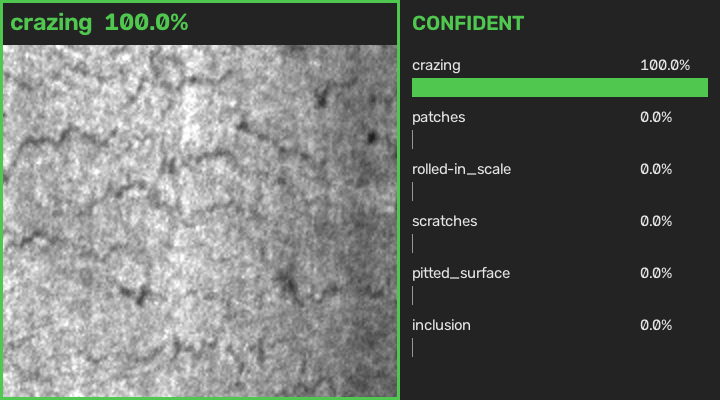 crazing 100.0%
CONFIDENT
crazing 100.0%
patches 0.0%
rolled-in_scale 0.0%
scratches 0.0%
pitted_surface 0.0%
inclusion 0.0%